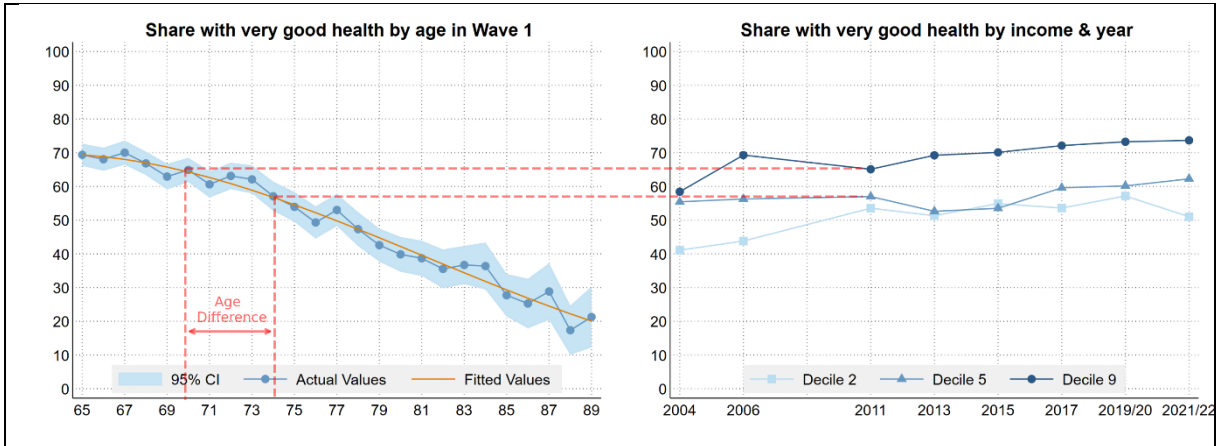 Share with very good health by age in Wave 1
100
90
80
70
60
50
40
30
20
10
0
Age
Difference
95% CI Actual Values Fitted Values
65 67 69 71 73 75 77 79 81 83 85 87 89
Share with very good health by income & year
100
90
80
70
60
50
40
30
20
10
0
Decile 2 Decile 5 Decile 9
2004 2006 2011 2013 2015 2017 2019/20 2021/22